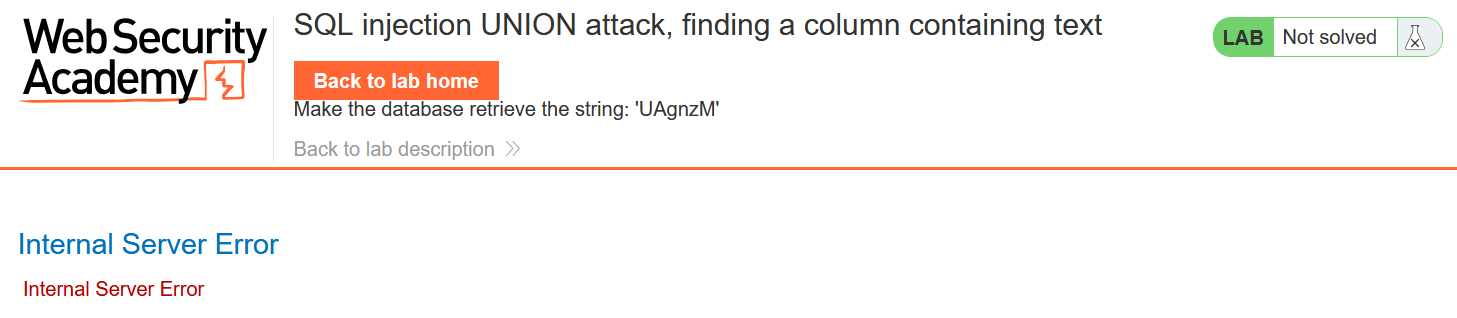 Web Security
Academy
SQL injection UNION attack, finding a column containing text
LAB Not solved
Back to lab home
Make the database retrieve the string: 'UAgnzM'
Back to lab description
Internal Server Error
Internal Server Error